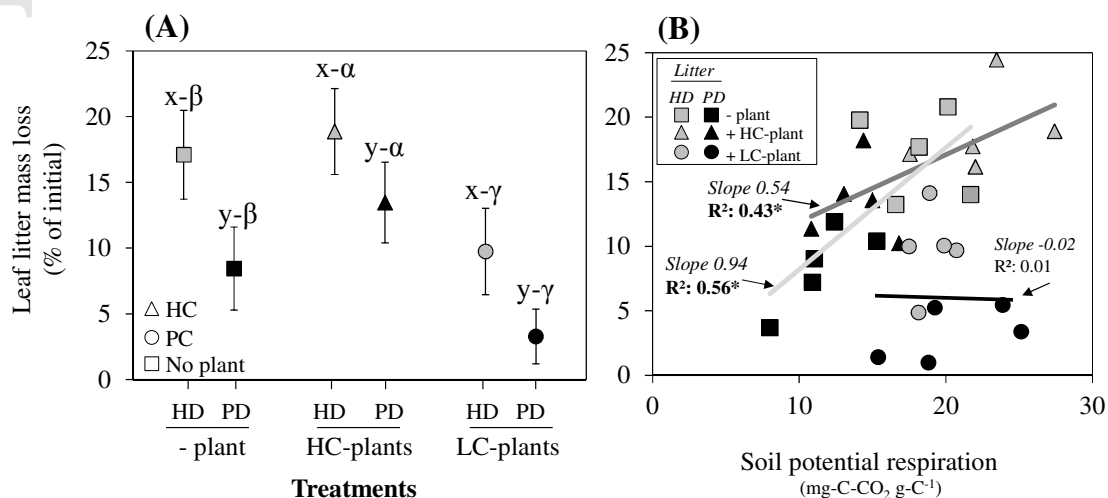 (A)
Leaf litter mass loss
(% of initial)
25
20
15
10
5
0
x-β
y-β
x-α
y-α
x-γ
y-γ
HC
PC
No plant
HD PD HD PD HD PD
- plant HC-plants LC-plants
Treatments
(B)
25
20
15
10
5
0
Litter
HD PD
- plant
+ HC-plant
+ LC-plant
Slope 0.54
R²: 0.43*
Slope 0.94
R²: 0.56*
Slope -0.02
R²: 0.01
0 10 20 30
Soil potential respiration
(mg-C-CO₂ g-C⁻¹)